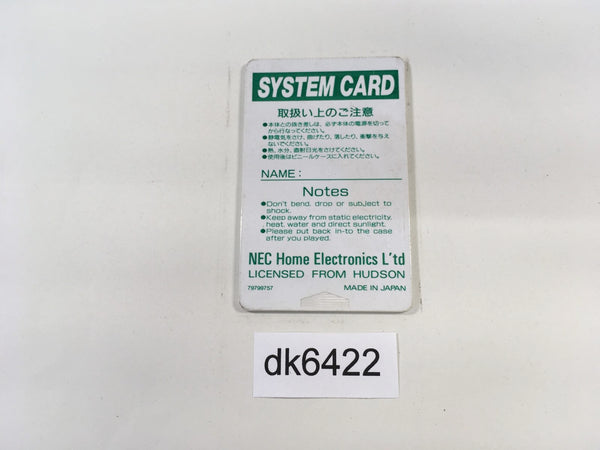 SYSTEM CARD
取扱い上のご注意
●本体との抜き差しは、必ず本体の電源を切って
から行なってください。
●静電気をさけ、曲げたり、落したり、衝撃を与え
ないでください。
●熱、水分、直射日光をさけてください。
●使用後はビニールケースに入れてください。
NAME:
Notes
●Don't bend, drop or subject to
shock.
●Keep away from static electricity,
heat, water and direct sunlight.
●Please put back in-to the case
after you played.
NEC Home Electronics L'td
LICENSED FROM HUDSON
79799757 MADE IN JAPAN
dk6422